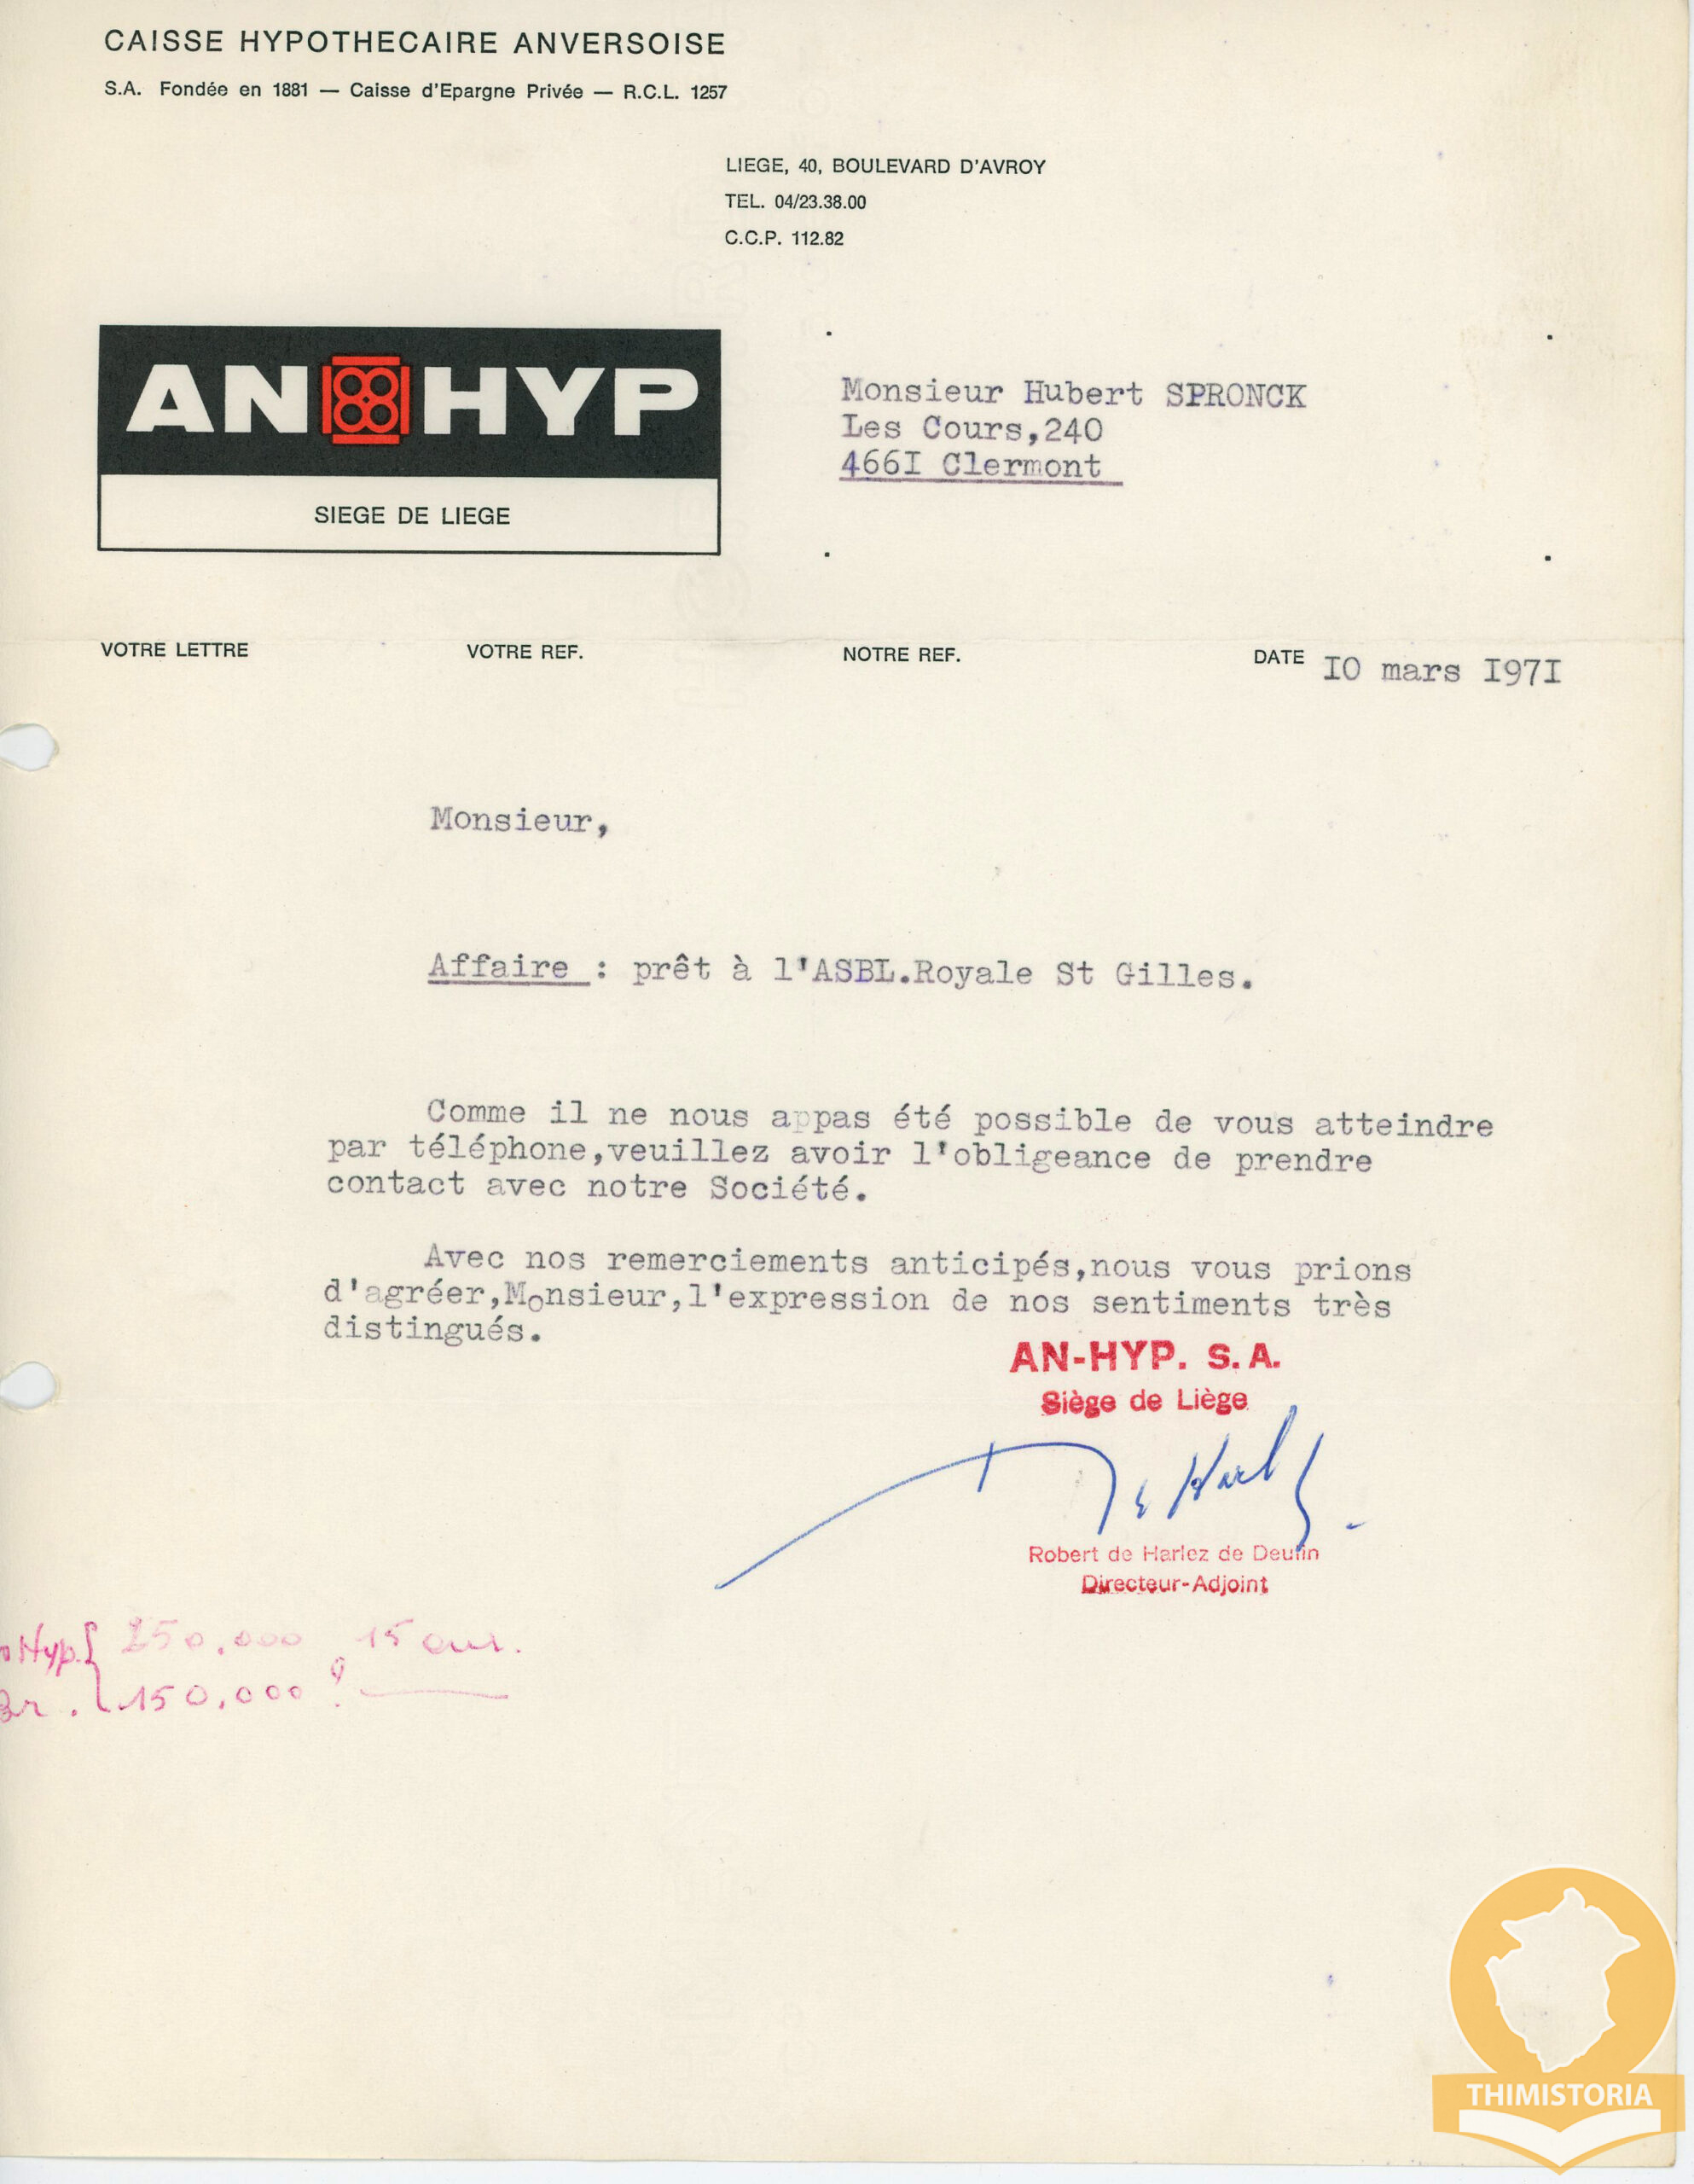 CAISSE HYPOTHECAIRE ANVERSOISE
S.A. Fondée en 1881 — Caisse d'Epargne Privée — R.C.L. 1257
LIEGE, 40, BOULEVARD D'AVROY
TEL. 04/23.38.00
C.C.P. 112.82
AN HYP
SIEGE DE LIEGE
Monsieur Hubert SPRONCK
Les Cours,240
466I Clermont
VOTRE LETTRE VOTRE REF. NOTRE REF. DATE IO mars I97I
Monsieur,
Affaire : prêt à l'ASBL.Royale St Gilles.
Comme il ne nous appas été possible de vous atteindre
par téléphone,veuillez avoir l'obligeance de prendre
contact avec notre Société.
Avec nos remerciements anticipés,nous vous prions
d'agréer,Monsieur,l'expression de nos sentiments très
distingués.
AN-HYP. S.A.
Siège de Liège
de Harlez
Robert de Harlez de Deulin
Directeur-Adjoint
Hyp. 250.000 15 ans.
150.000 ?
THIMISTORIA